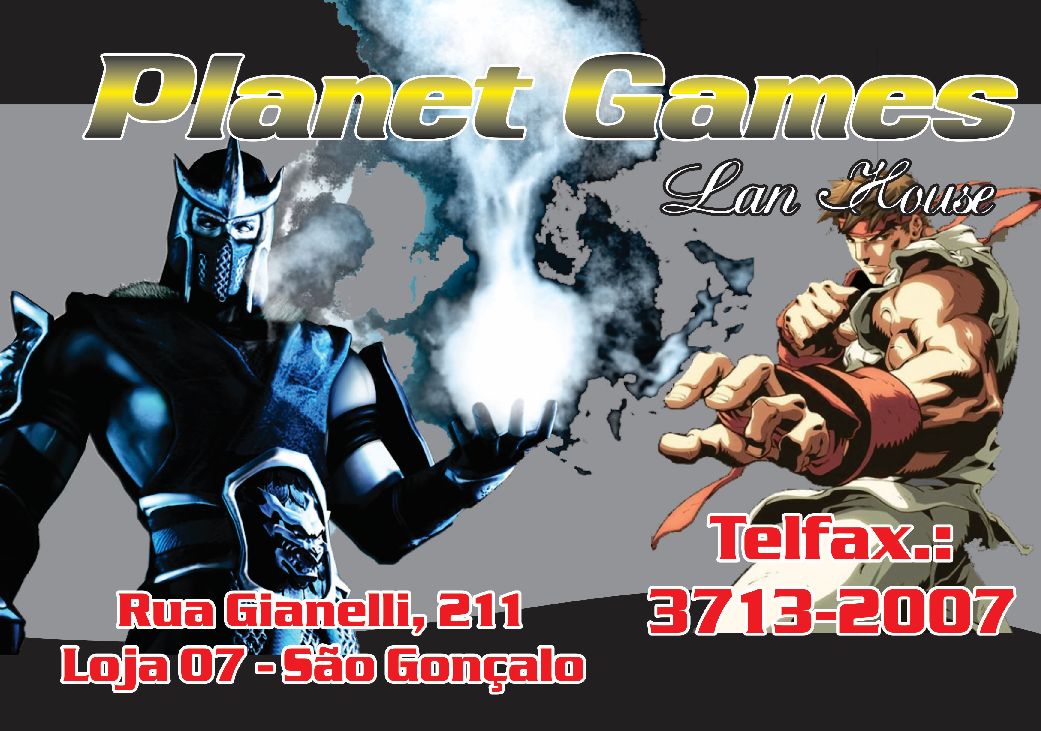 Planet Games
Lan House
Telfax.:
3713-2007
Rua Gianelli, 211
Loja 07 - São Gonçalo